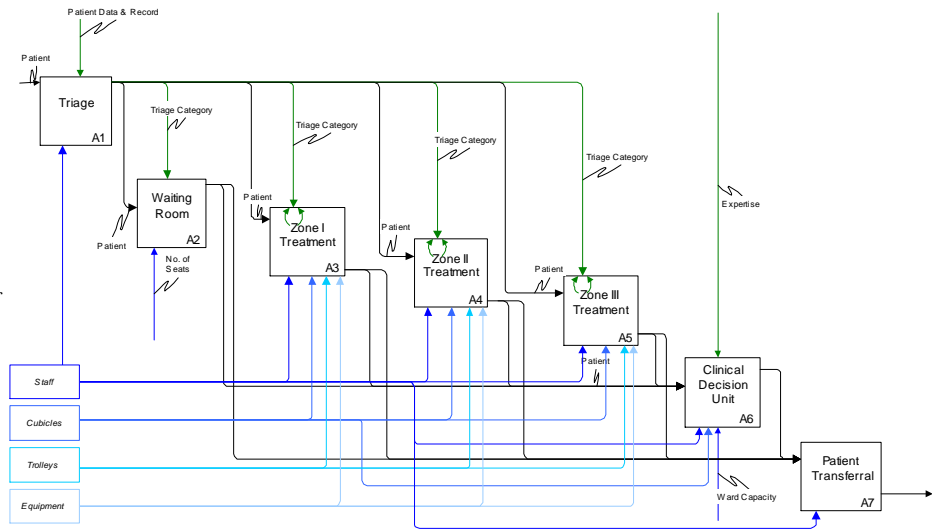 Patient Data & Record
Patient
Triage
A1
Triage Category
Triage Category
Triage Category
Triage Category
Expertise
Waiting
Room
A2
Patient
No. of
Seats
Patient
Zone I
Treatment
A3
Patient
Zone II
Treatment
A4
Patient
Zone III
Treatment
A5
Patient
Clinical
Decision
Unit
A6
Staff
Cubicles
Trolleys
Equipment
Ward Capacity
Patient
Transferral
A7